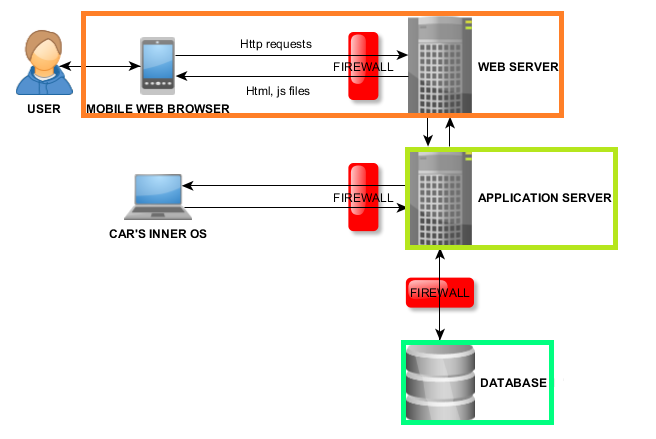 Http requests
FIREWALL
WEB SERVER
Html, js files
USER
MOBILE WEB BROWSER
FIREWALL
APPLICATION SERVER
CAR'S INNER OS
FIREWALL
DATABASE